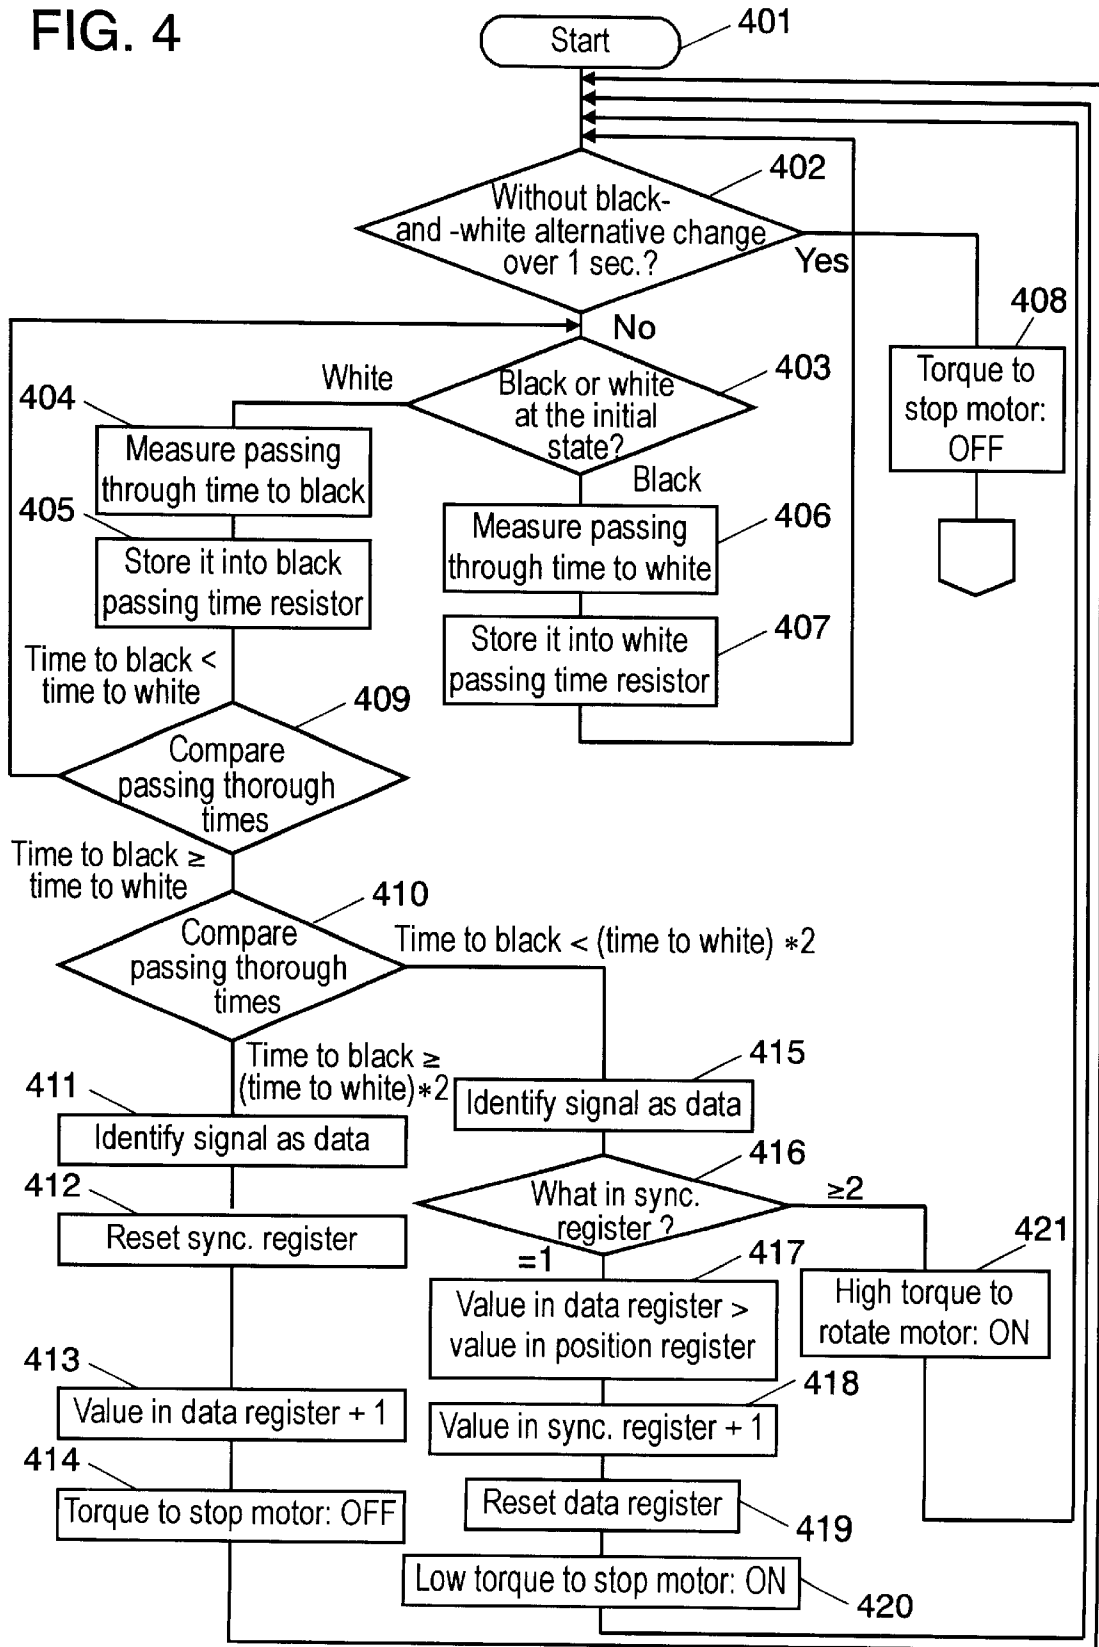 FIG. 4
Start
401
402
Without black-
and -white alternative change
over 1 sec.?
Yes
No
408
Torque to
stop motor:
OFF
403
Black or white
at the initial
state?
White
Black
404
Measure passing
through time to black
405
Store it into black
passing time resistor
406
Measure passing
through time to white
407
Store it into white
passing time resistor
Time to black <
time to white
409
Compare
passing thorough
times
Time to black ≥
time to white
410
Compare
passing thorough
times
Time to black < (time to white) *2
Time to black ≥
(time to white) *2
411
Identify signal as data
412
Reset sync. register
413
Value in data register + 1
414
Torque to stop motor: OFF
415
Identify signal as data
416
What in sync.
register ?
≥2
=1
417
Value in data register >
value in position register
421
High torque to
rotate motor: ON
418
Value in sync. register + 1
Reset data register
419
Low torque to stop motor: ON
420